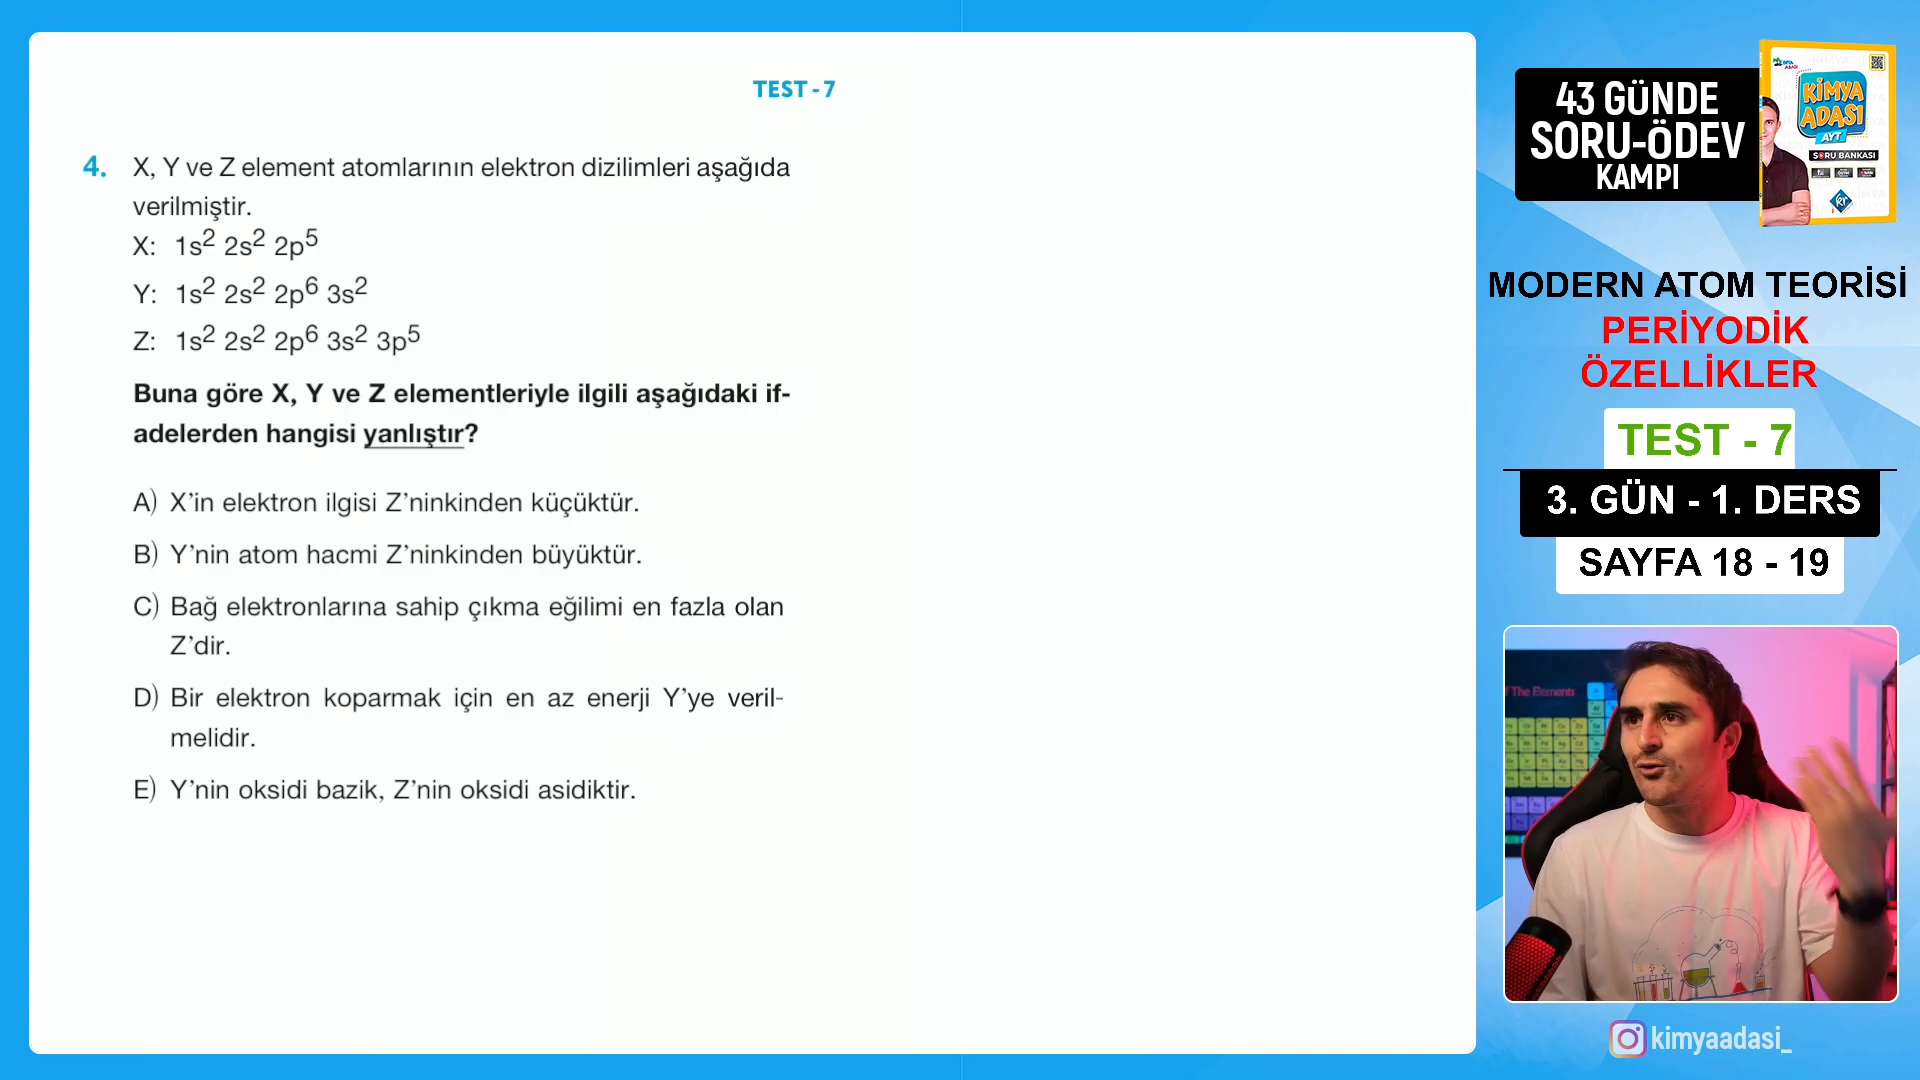 TEST - 7
4. X, Y ve Z element atomlarının elektron dizilimleri aşağıda
verilmiştir.
X: 1s² 2s² 2p⁵
Y: 1s² 2s² 2p⁶ 3s²
Z: 1s² 2s² 2p⁶ 3s² 3p⁵
Buna göre X, Y ve Z elementleriyle ilgili aşağıdaki if-
adelerden hangisi yanlıştır?
A) X’in elektron ilgisi Z’ninkinden küçüktür.
B) Y’nin atom hacmi Z’ninkinden büyüktür.
C) Bağ elektronlarına sahip çıkma eğilimi en fazla olan
Z’dir.
D) Bir elektron koparmak için en az enerji Y’ye veril-
melidir.
E) Y’nin oksidi bazik, Z’nin oksidi asidiktir.
43 GÜNDE
SORU-ÖDEV
KAMPI
KİMYA
ADASI
AYT
SORU BANKASI
kr
MODERN ATOM TEORİSİ
PERİYODİK
ÖZELLİKLER
TEST - 7
3. GÜN - 1. DERS
SAYFA 18 - 19
The Elements
kimyaadasi_